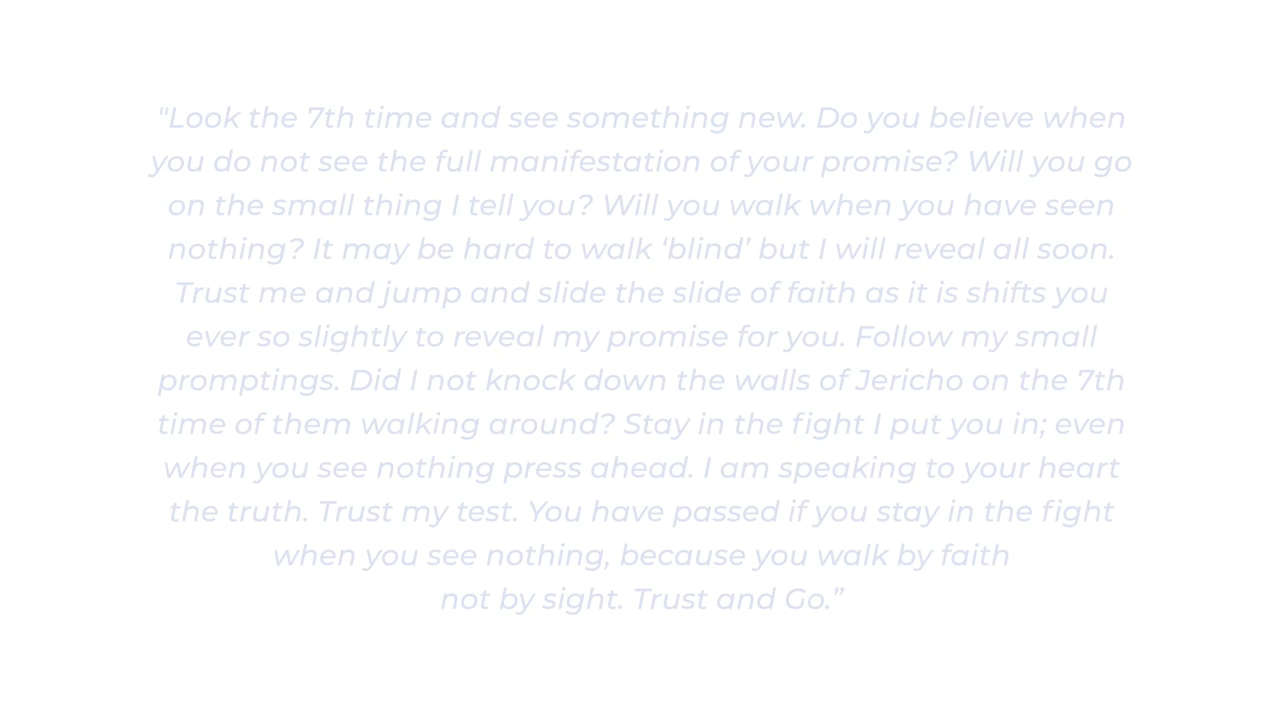 "Look the 7th time and see something new. Do you believe when
you do not see the full manifestation of your promise? Will you go
on the small thing I tell you? Will you walk when you have seen
nothing? It may be hard to walk ‘blind’ but I will reveal all soon.
Trust me and jump and slide the slide of faith as it is shifts you
ever so slightly to reveal my promise for you. Follow my small
promptings. Did I not knock down the walls of Jericho on the 7th
time of them walking around? Stay in the fight I put you in; even
when you see nothing press ahead. I am speaking to your heart
the truth. Trust my test. You have passed if you stay in the fight
when you see nothing, because you walk by faith
not by sight. Trust and Go.”